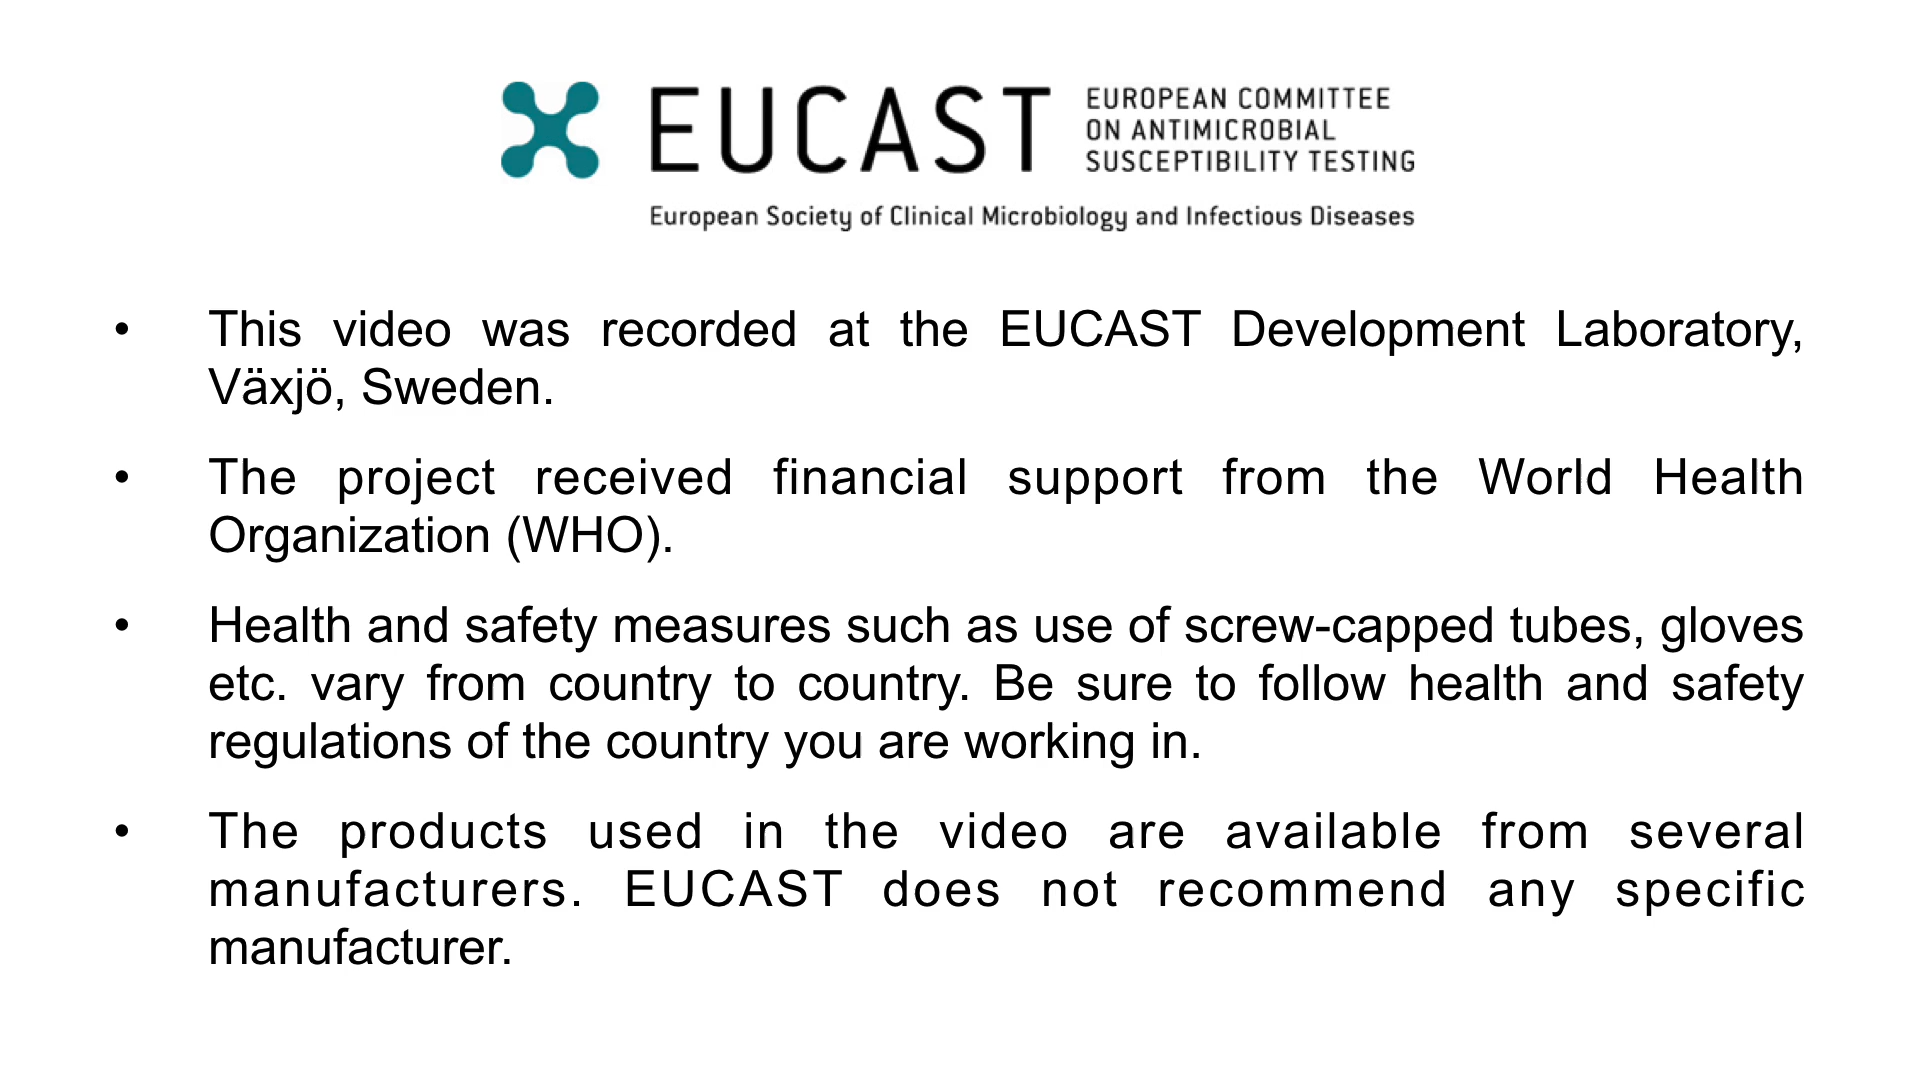 EUCAST
EUROPEAN COMMITTEE
ON ANTIMICROBIAL
SUSCEPTIBILITY TESTING
European Society of Clinical Microbiology and Infectious Diseases
• This video was recorded at the EUCAST Development Laboratory,
Växjö, Sweden.
• The project received financial support from the World Health
Organization (WHO).
• Health and safety measures such as use of screw-capped tubes, gloves
etc. vary from country to country. Be sure to follow health and safety
regulations of the country you are working in.
• The products used in the video are available from several
manufacturers. EUCAST does not recommend any specific
manufacturer.